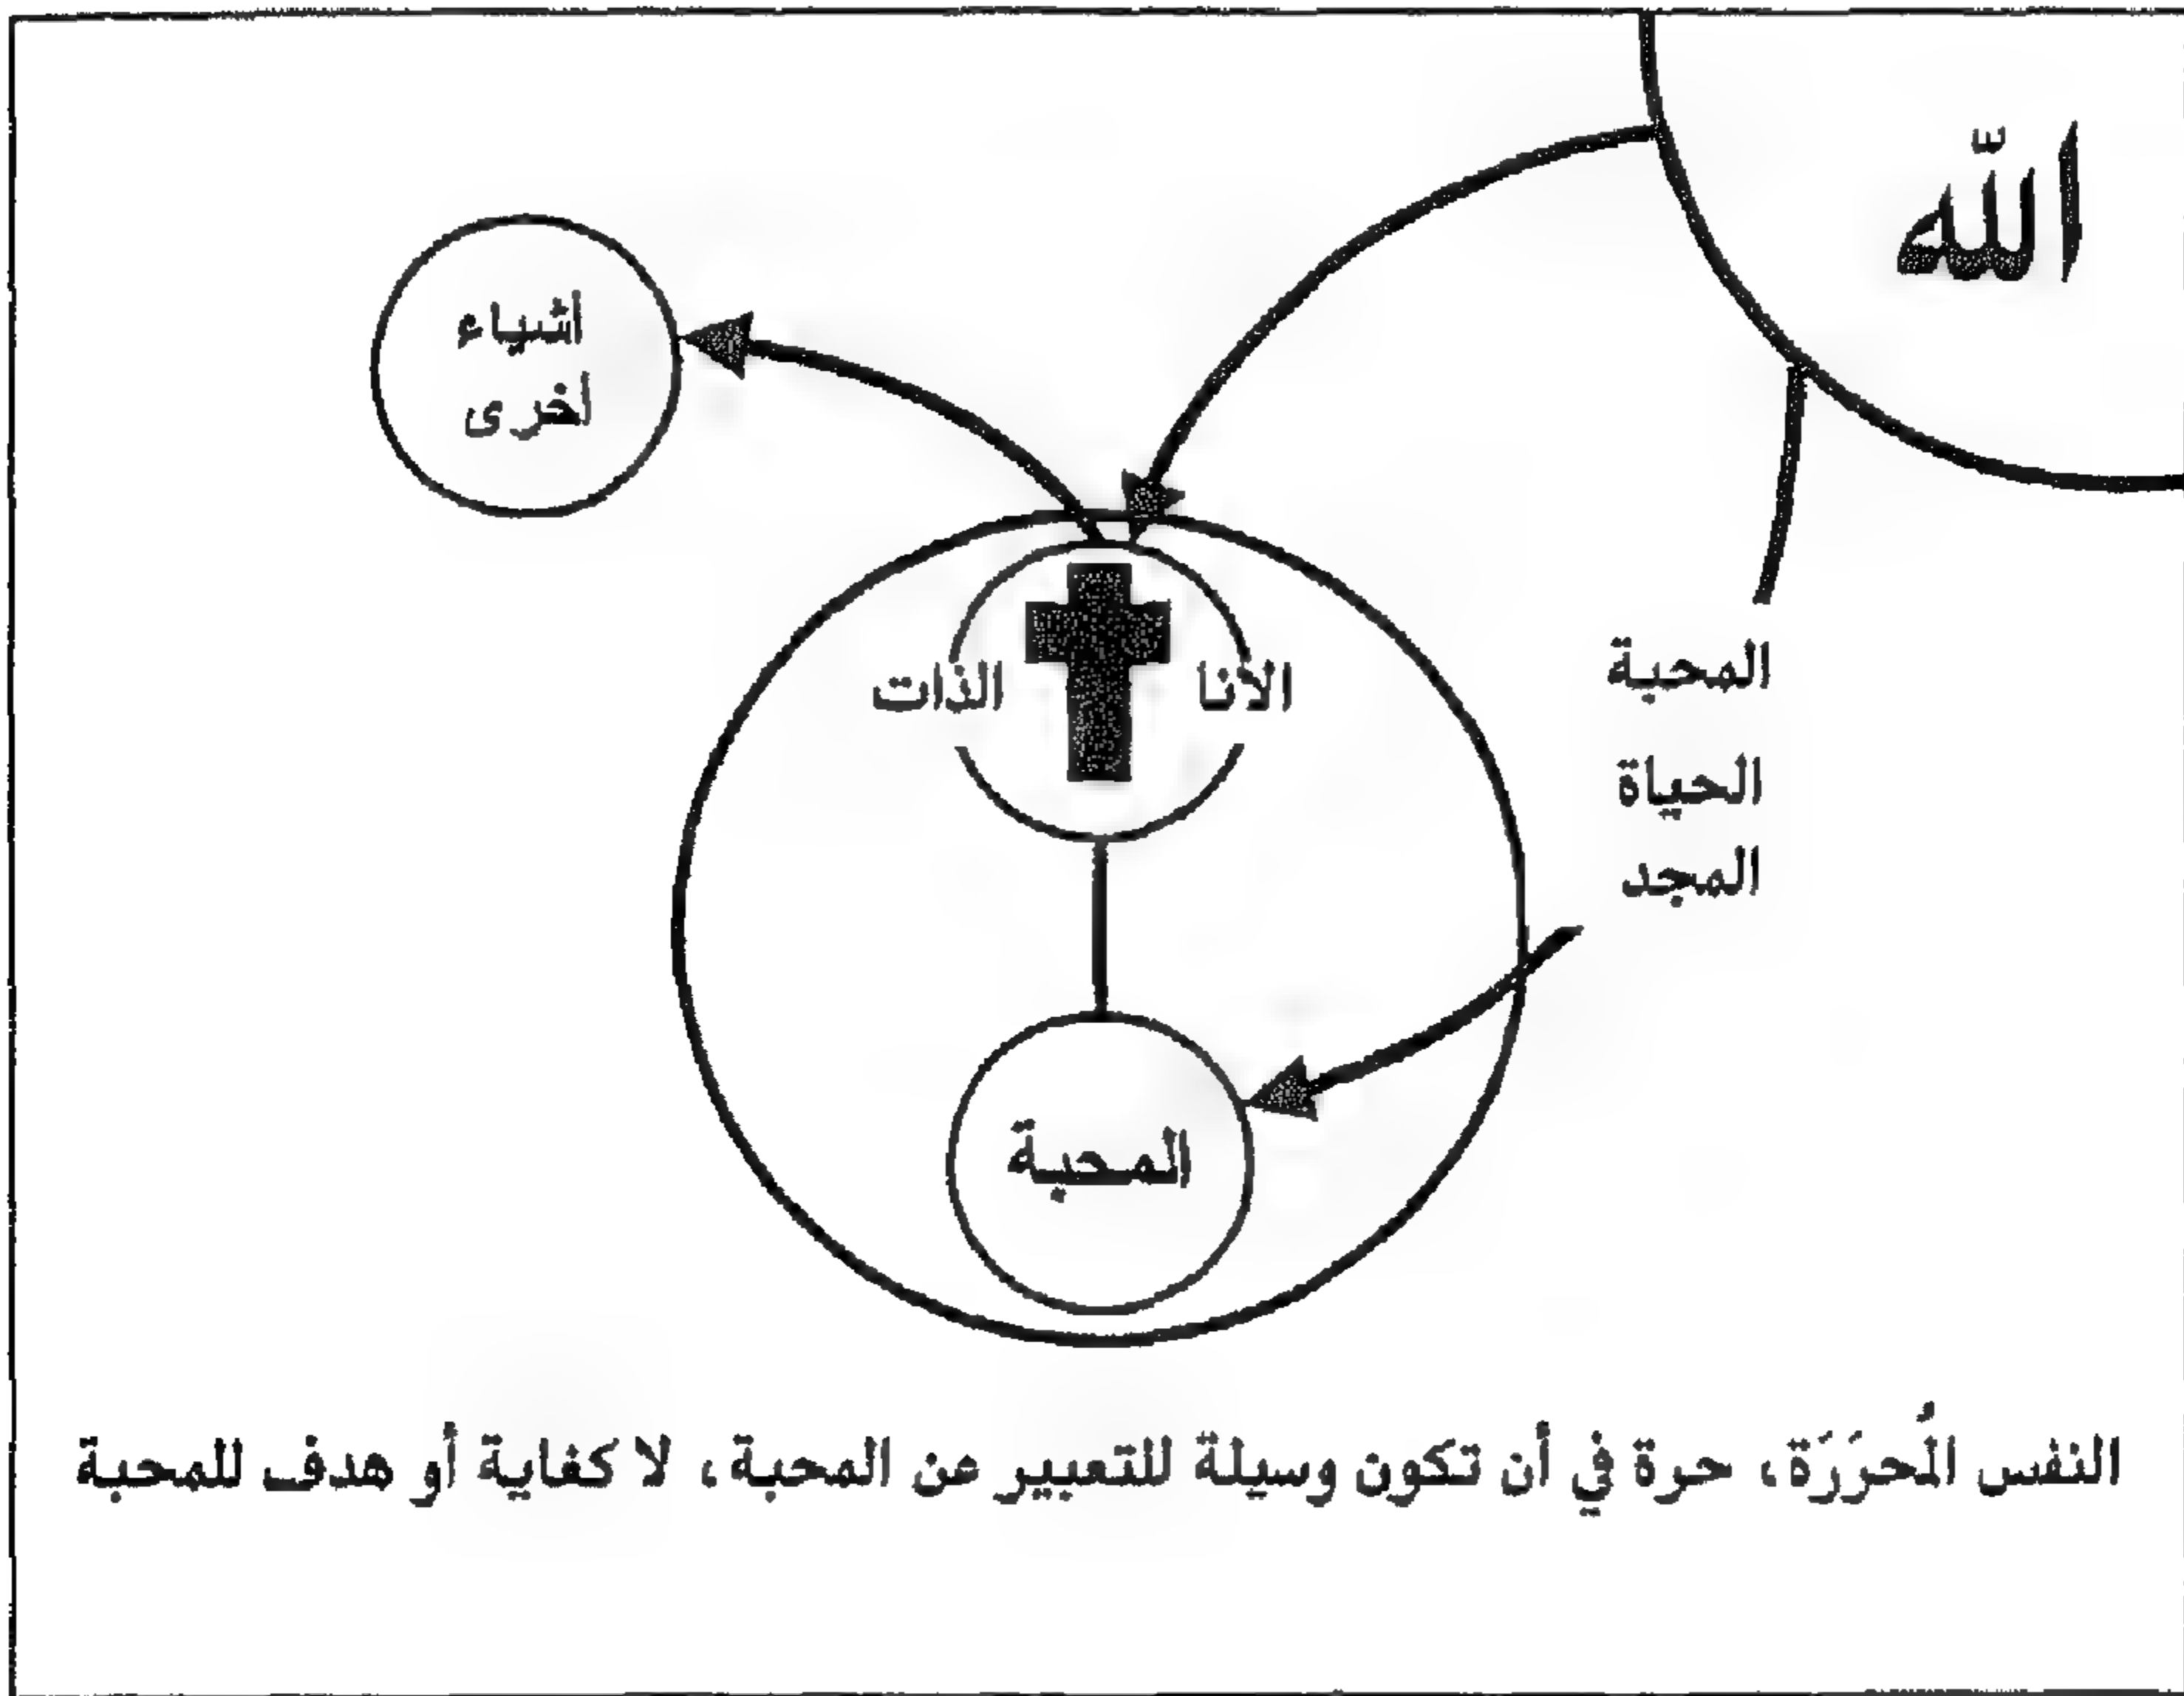 الله
أشياء
أخرى
الأنا الذات
المحبة
الحياة
المجد
المحبة
النفس المُحرَرَة، حرة في أن تكون وسيلة للتعبير عن المحبة، لا كفاية أو هدف للمحبة